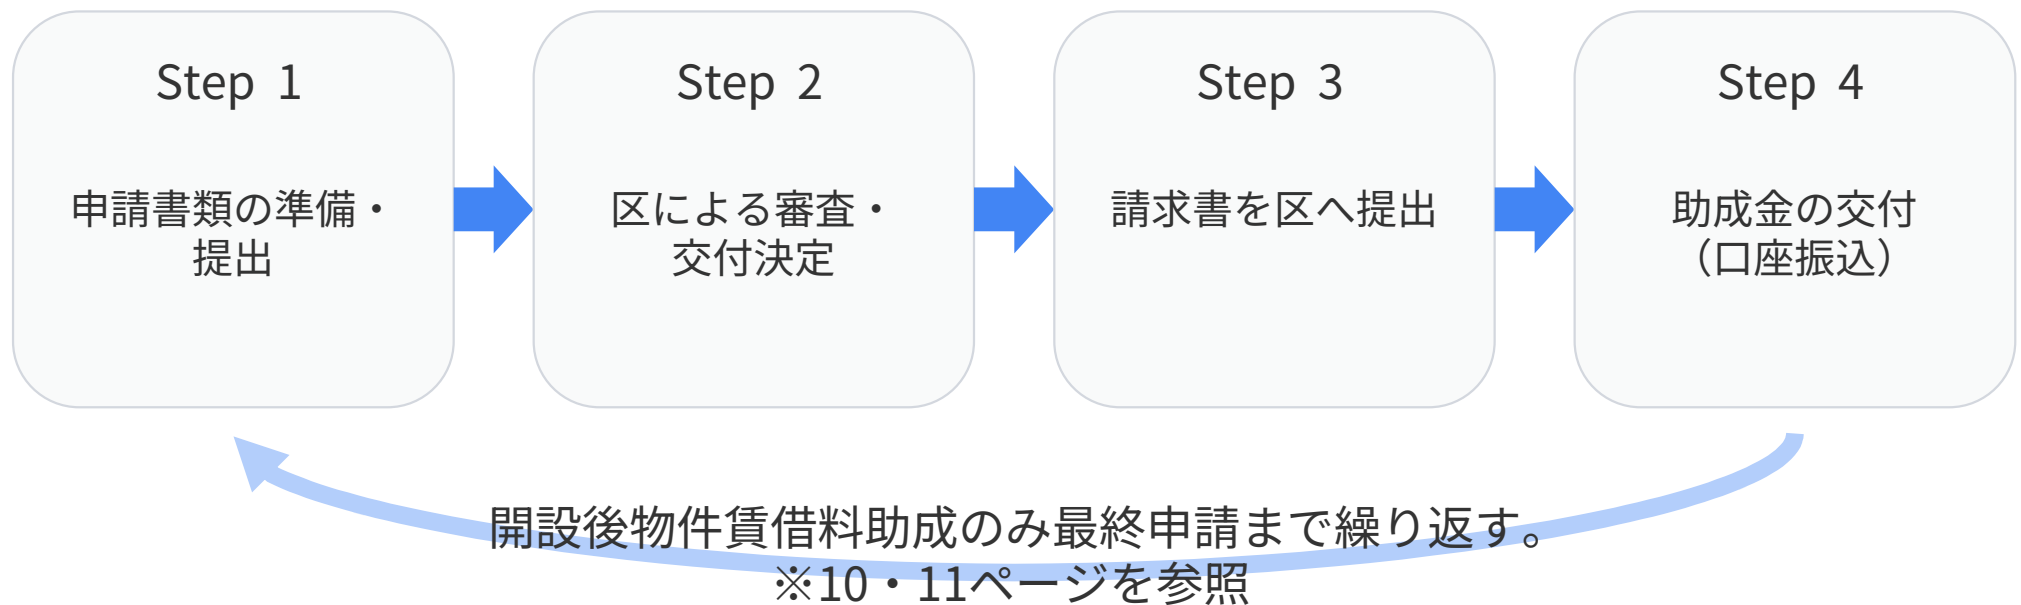 Step 1
申請書類の準備・
提出
Step 2
区による審査・
交付決定
Step 3
請求書を区へ提出
Step 4
助成金の交付
（口座振込）
開設後物件賃借料助成のみ最終申請まで繰り返す。
※10・11ページを参照